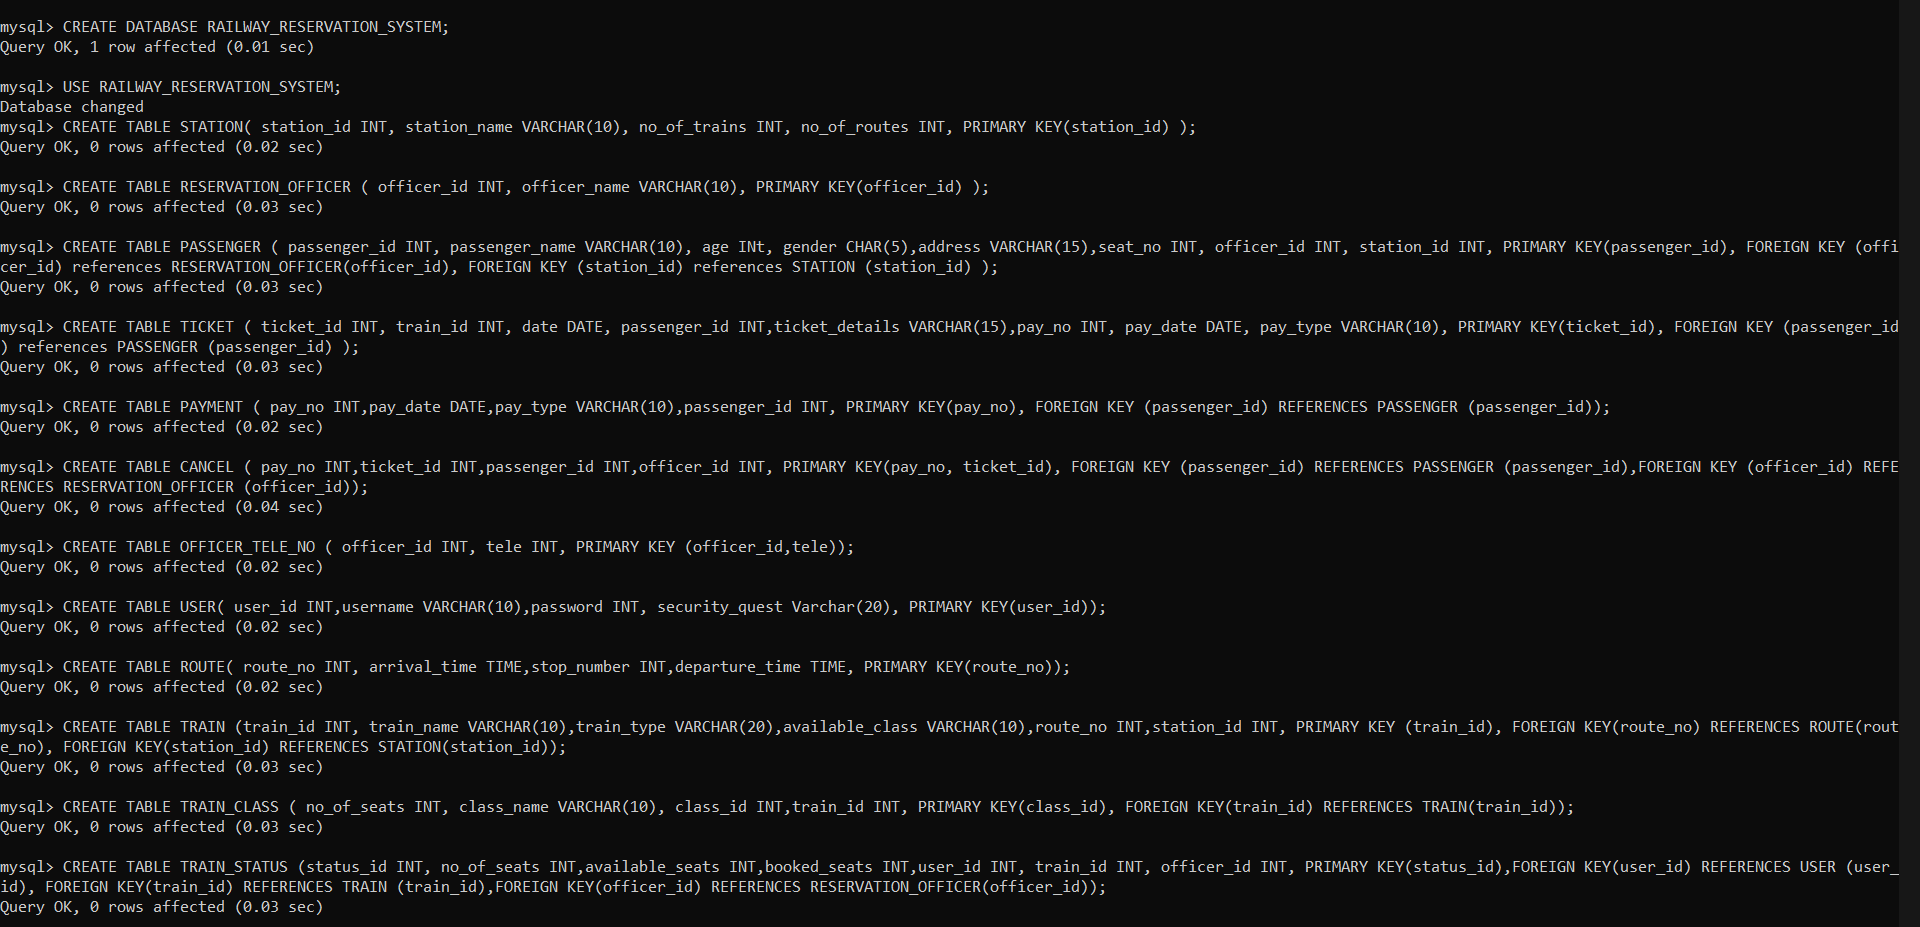 mysql> CREATE DATABASE RAILWAY_RESERVATION_SYSTEM;
Query OK, 1 row affected (0.01 sec)
mysql> USE RAILWAY_RESERVATION_SYSTEM;
Database changed
mysql> CREATE TABLE STATION( station_id INT, station_name VARCHAR(10), no_of_trains INT, no_of_routes INT, PRIMARY KEY(station_id) );
Query OK, 0 rows affected (0.02 sec)
mysql> CREATE TABLE RESERVATION_OFFICER ( officer_id INT, officer_name VARCHAR(10), PRIMARY KEY(officer_id) );
Query OK, 0 rows affected (0.03 sec)
mysql> CREATE TABLE PASSENGER ( passenger_id INT, passenger_name VARCHAR(10), age INt, gender CHAR(5),address VARCHAR(15),seat_no INT, officer_id INT, station_id INT, PRIMARY KEY(passenger_id), FOREIGN KEY (offi
cer_id) references RESERVATION_OFFICER(officer_id), FOREIGN KEY (station_id) references STATION (station_id) );
Query OK, 0 rows affected (0.03 sec)
mysql> CREATE TABLE TICKET ( ticket_id INT, train_id INT, date DATE, passenger_id INT,ticket_details VARCHAR(15),pay_no INT, pay_date DATE, pay_type VARCHAR(10), PRIMARY KEY(ticket_id), FOREIGN KEY (passenger_id
) references PASSENGER (passenger_id) );
Query OK, 0 rows affected (0.03 sec)
mysql> CREATE TABLE PAYMENT ( pay_no INT,pay_date DATE,pay_type VARCHAR(10),passenger_id INT, PRIMARY KEY(pay_no), FOREIGN KEY (passenger_id) REFERENCES PASSENGER (passenger_id));
Query OK, 0 rows affected (0.02 sec)
mysql> CREATE TABLE CANCEL ( pay_no INT,ticket_id INT,passenger_id INT,officer_id INT, PRIMARY KEY(pay_no, ticket_id), FOREIGN KEY (passenger_id) REFERENCES PASSENGER (passenger_id),FOREIGN KEY (officer_id) REFE
RENCES RESERVATION_OFFICER (officer_id));
Query OK, 0 rows affected (0.04 sec)
mysql> CREATE TABLE OFFICER_TELE_NO ( officer_id INT, tele INT, PRIMARY KEY (officer_id,tele));
Query OK, 0 rows affected (0.02 sec)
mysql> CREATE TABLE USER( user_id INT,username VARCHAR(10),password INT, security_quest Varchar(20), PRIMARY KEY(user_id));
Query OK, 0 rows affected (0.02 sec)
mysql> CREATE TABLE ROUTE( route_no INT, arrival_time TIME,stop_number INT,departure_time TIME, PRIMARY KEY(route_no));
Query OK, 0 rows affected (0.02 sec)
mysql> CREATE TABLE TRAIN (train_id INT, train_name VARCHAR(10),train_type VARCHAR(20),available_class VARCHAR(10),route_no INT,station_id INT, PRIMARY KEY (train_id), FOREIGN KEY(route_no) REFERENCES ROUTE(rout
e_no), FOREIGN KEY(station_id) REFERENCES STATION(station_id));
Query OK, 0 rows affected (0.03 sec)
mysql> CREATE TABLE TRAIN_CLASS ( no_of_seats INT, class_name VARCHAR(10), class_id INT,train_id INT, PRIMARY KEY(class_id), FOREIGN KEY(train_id) REFERENCES TRAIN(train_id));
Query OK, 0 rows affected (0.03 sec)
mysql> CREATE TABLE TRAIN_STATUS (status_id INT, no_of_seats INT,available_seats INT,booked_seats INT,user_id INT, train_id INT, officer_id INT, PRIMARY KEY(status_id),FOREIGN KEY(user_id) REFERENCES USER (user_
id), FOREIGN KEY(train_id) REFERENCES TRAIN (train_id),FOREIGN KEY(officer_id) REFERENCES RESERVATION_OFFICER(officer_id));
Query OK, 0 rows affected (0.03 sec)